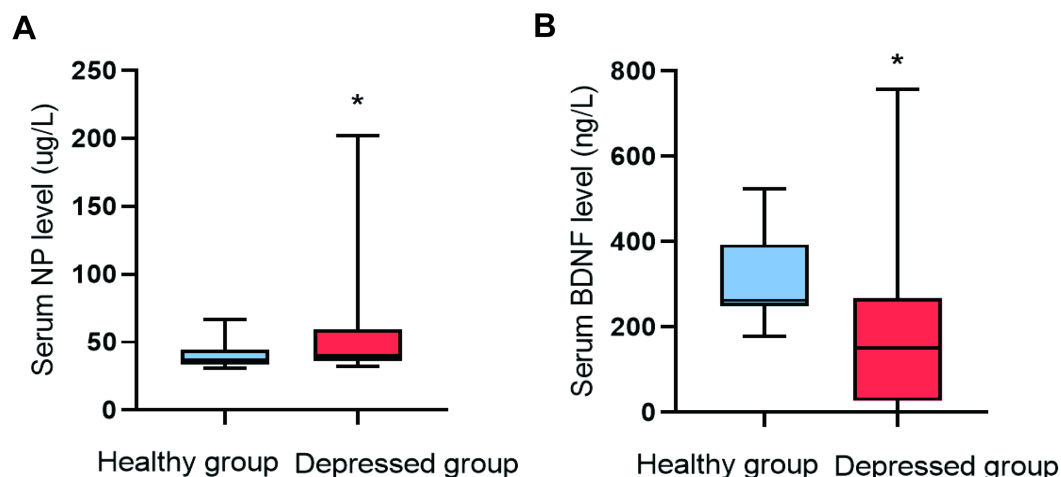 A
Serum NP level (ug/L)
250
200
150
100
50
0
*
Healthy group
Depressed group
B
Serum BDNF level (ng/L)
800
600
400
200
0
*
Healthy group
Depressed group